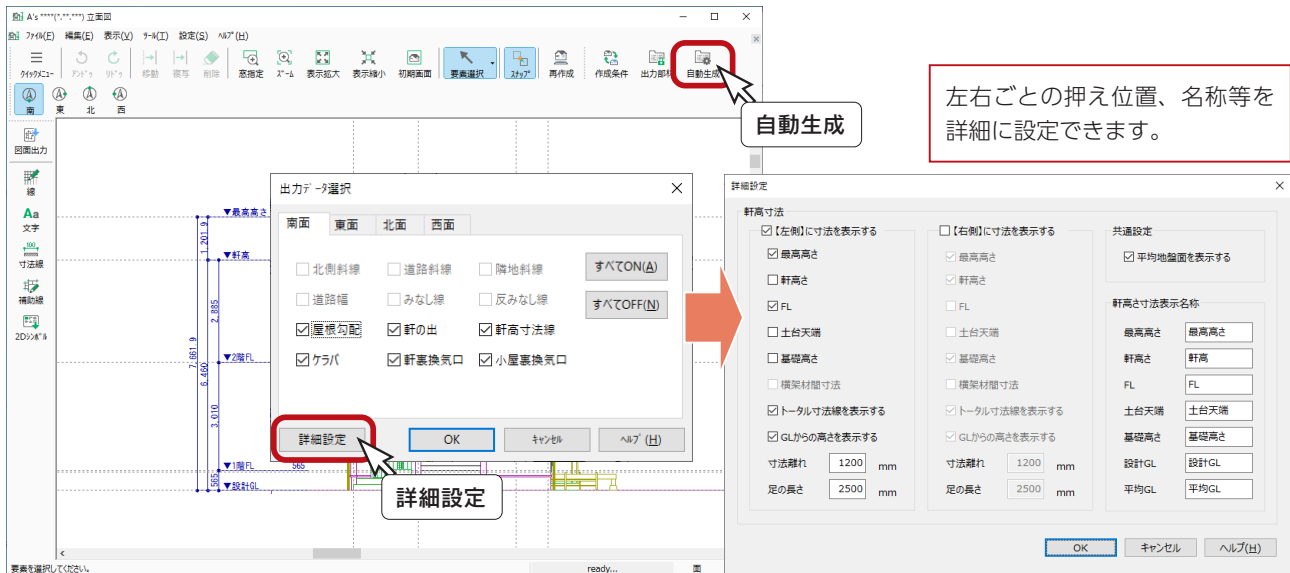 A's ****(*.**.***) 立面図
ﾌｧｲﾙ(F) 編集(E) 表示(V) ﾂｰﾙ(T) 設定(S) ﾍﾙﾌﾟ(H)
ｸｲｯｸﾒﾆｭｰ ｱﾝﾄﾞｩ ﾘﾄﾞｩ 移動 複写 削除 窓指定 ｽﾞｰﾑ 表示拡大 表示縮小 初期画面 要素選択 ｽﾅｯﾌﾟ 再作成 作成条件 出力部材 自動生成
南 東 北 西
自動生成
左右ごとの押え位置、名称等を
詳細に設定できます。
図面出力
線
Aa
文字
100
寸法線
補助線
2Dｼﾝﾎﾞﾙ
▼最高高さ
1,201.9
▼軒高
2,885
7,661.9
6,460
▼2階FL
3,010
▼1階FL 565
565
▼設計GL
出力ﾃﾞｰﾀ選択
南面 東面 北面 西面
北側斜線 道路斜線 隣地斜線 すべてON(A)
道路幅 みなし線 反みなし線 すべてOFF(N)
屋根勾配 軒の出 軒高寸法線
ケラバ 軒裏換気口 小屋裏換気口
詳細設定 OK ｷｬﾝｾﾙ ﾍﾙﾌﾟ(H)
詳細設定
要素を選択してください。 ready... 面
詳細設定
軒高寸法
【左側】に寸法を表示する
最高高さ
軒高さ
FL
土台天端
基礎高さ
横架材間寸法
トータル寸法線を表示する
GLからの高さを表示する
寸法離れ 1200 mm
足の長さ 2500 mm
【右側】に寸法を表示する
最高高さ
軒高さ
FL
土台天端
基礎高さ
横架材間寸法
トータル寸法線を表示する
GLからの高さを表示する
寸法離れ 1200 mm
足の長さ 2500 mm
共通設定
平均地盤面を表示する
軒高さ寸法表示名称
最高高さ 最高高さ
軒高さ 軒高
FL FL
土台天端 土台天端
基礎高さ 基礎高さ
設計GL 設計GL
平均GL 平均GL
OK キャンセル ヘルプ(H)